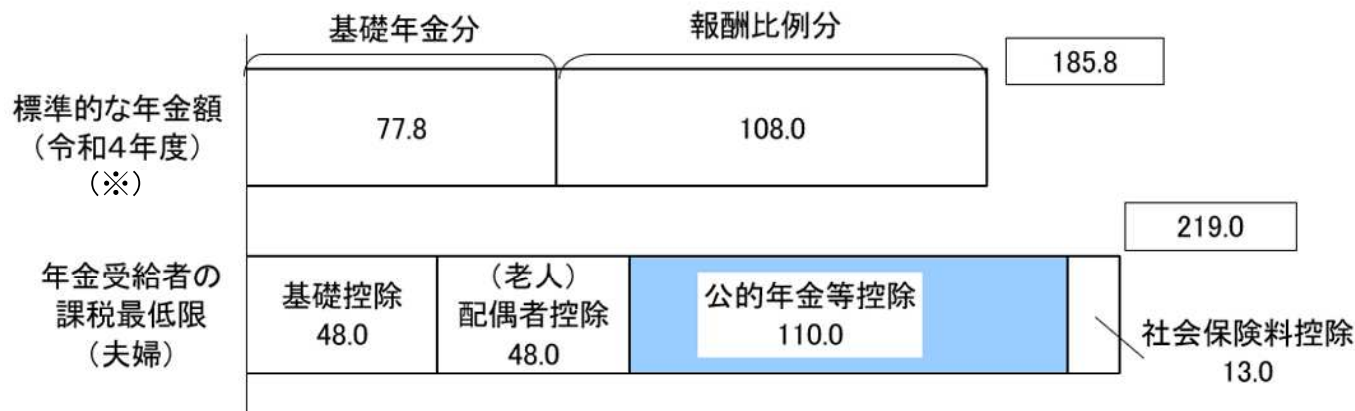 基礎年金分
報酬比例分
185.8
標準的な年金額
（令和4年度）
（※）
77.8
108.0
219.0
年金受給者の
課税最低限
（夫婦）
基礎控除
48.0
（老人）
配偶者控除
48.0
公的年金等控除
110.0
社会保険料控除
13.0